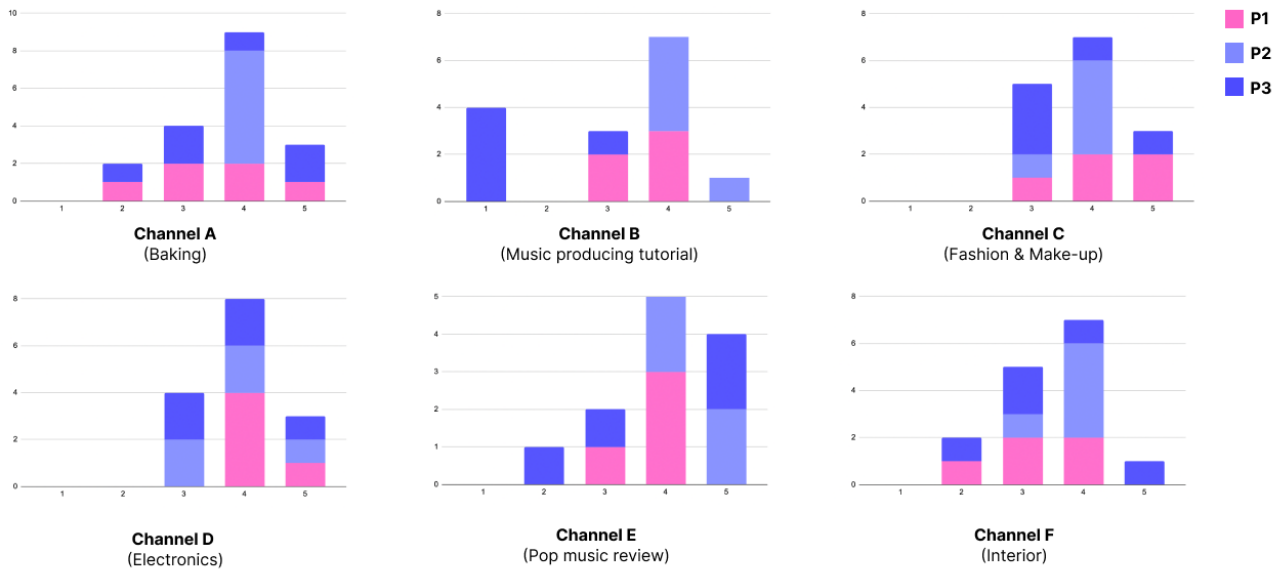 10
8
6
4
2
0
1 2 3 4 5
Channel A
(Baking)
8
6
4
2
0
1 2 3 4 5
Channel B
(Music producing tutorial)
8
6
4
2
0
1 2 3 4 5
Channel C
(Fashion & Make-up)
P1
P2
P3
8
6
4
2
0
1 2 3 4 5
Channel D
(Electronics)
5
4
3
2
1
0
1 2 3 4 5
Channel E
(Pop music review)
8
6
4
2
0
1 2 3 4 5
Channel F
(Interior)